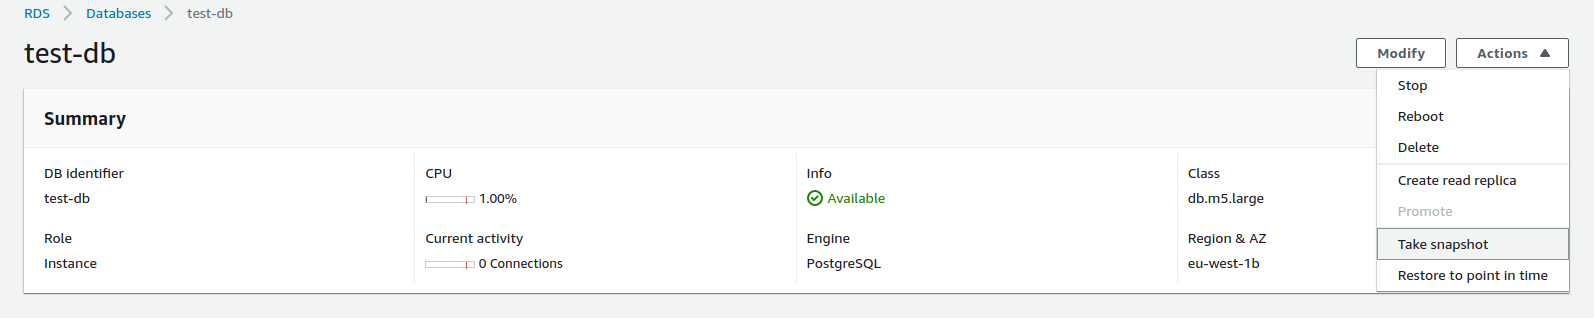 RDS > Databases > test-db
test-db
Modify
Actions
Stop
Reboot
Delete
Create read replica
Promote
Take snapshot
Restore to point in time
Summary
DB identifier
test-db
CPU
1.00%
Info
Available
Class
db.m5.large
Role
Instance
Current activity
0 Connections
Engine
PostgreSQL
Region & AZ
eu-west-1b